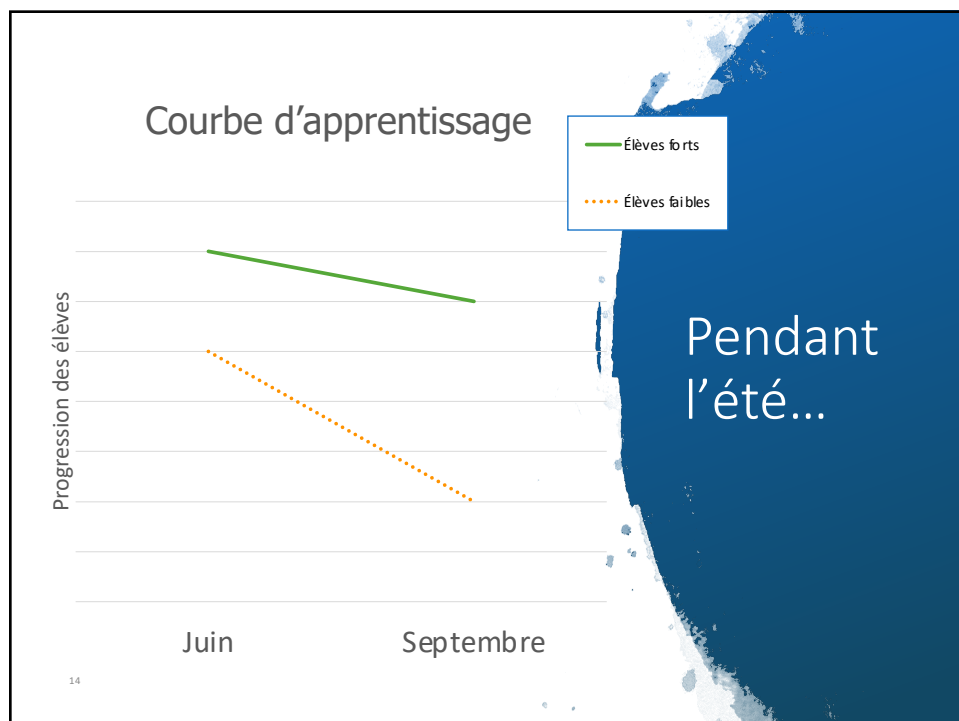 Courbe d'apprentissage
Élèves forts
Élèves faibles
Progression des élèves
Juin
Septembre
Pendant
l'été…
14